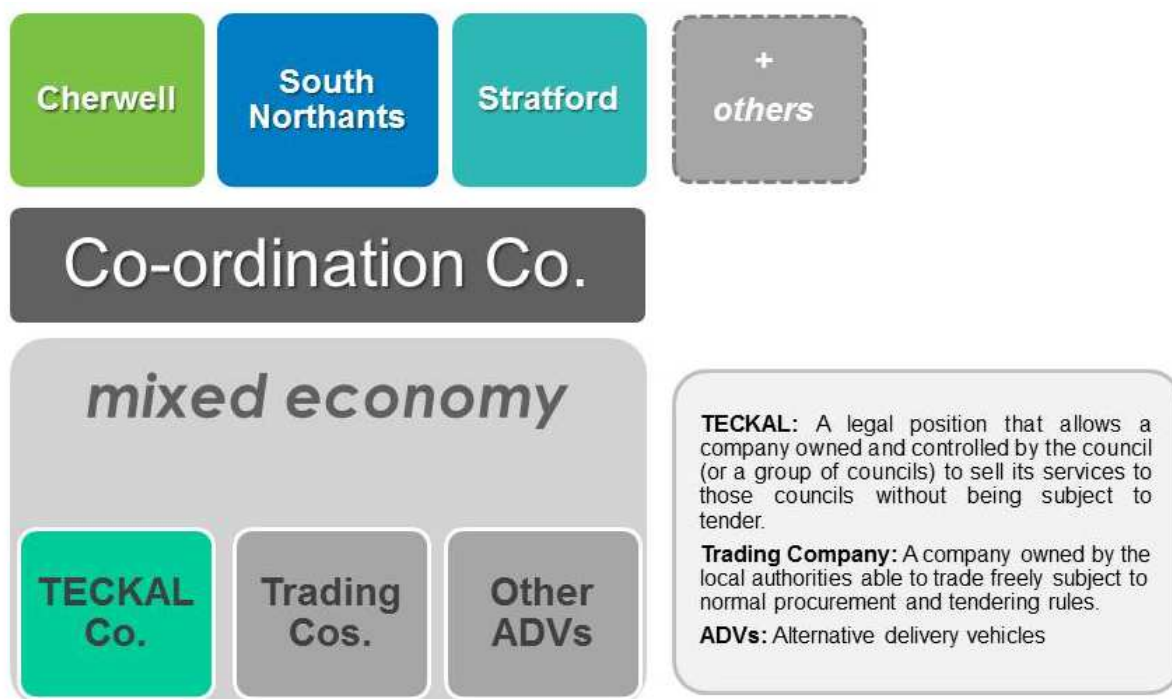 Cherwell
South
Northants
Stratford
+
others
Co-ordination Co.
mixed economy
TECKAL
Co.
Trading
Cos.
Other
ADVs
TECKAL: A legal position that allows a
company owned and controlled by the council
(or a group of councils) to sell its services to
those councils without being subject to
tender.
Trading Company: A company owned by the
local authorities able to trade freely subject to
normal procurement and tendering rules.
ADVs: Alternative delivery vehicles